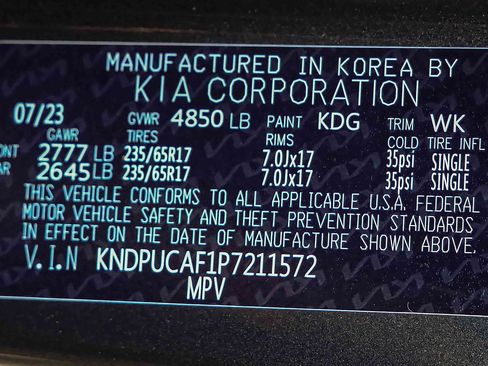 MANUFACTURED IN KOREA BY
KIA CORPORATION
07/23 GVWR 4850 LB PAINT KDG TRIM WK
GAWR TIRES RIMS COLD TIRE INFL
ONT 2777 LB 235/65R17 7.0Jx17 35psi SINGLE
AR 2645 LB 235/65R17 7.0Jx17 35psi SINGLE
THIS VEHICLE CONFORMS TO ALL APPLICABLE U.S.A. FEDERAL
MOTOR VEHICLE SAFETY AND THEFT PREVENTION STANDARDS
IN EFFECT ON THE DATE OF MANUFACTURE SHOWN ABOVE.
V.I.N KNDPUCAF1P7211572
MPV